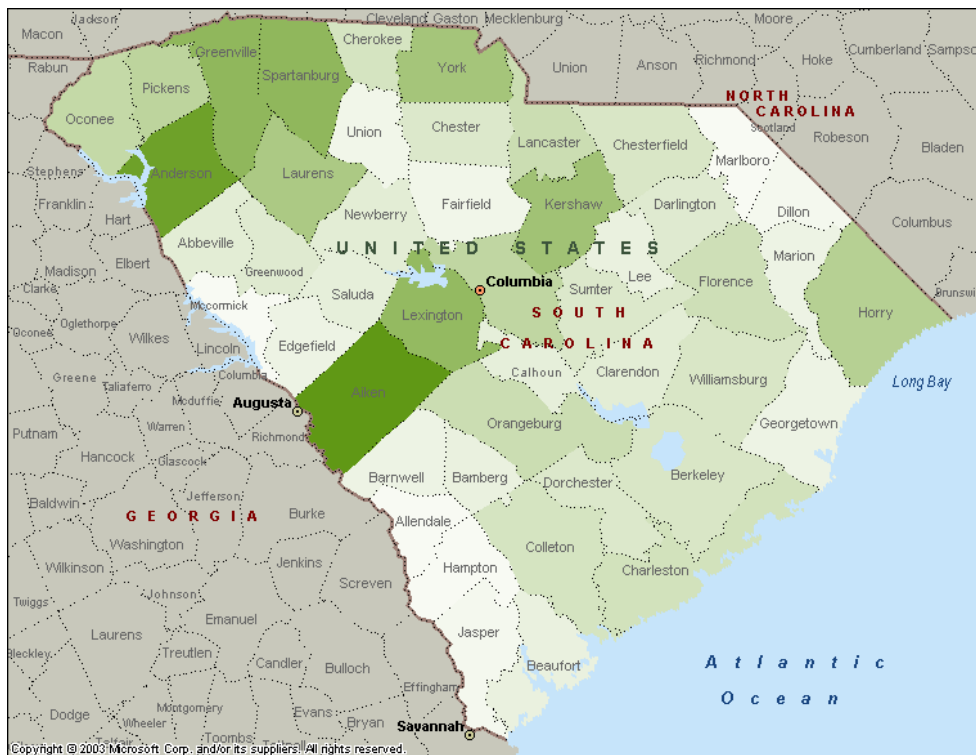 Jackson
Macon
Cleveland Gaston Mecklenburg
Moore
Rabun
Greenville
Cherokee
Cumberland Sampso
Spartanburg
York
Union
Anson
Richmond
Hoke
Pickens
NORTH
CAROLINA
Oconee
Union
Chester
Lancaster
Chesterfield
Scotland
Robeson
Bladen
Marlboro
Stephens
Anderson
Laurens
Franklin
Hart
Newberry
Fairfield
Kershaw
Darlington
Dillon
Columbus
Abbeville
UNITED STATES
Marion
Madison
Elbert
Greenwood
Lee
Florence
Clarke
Saluda
Columbia
Sumter
Brunswi
Mccormick
Oconee
Oglethorpe
Wilkes
Lexington
SOUTH
CAROLINA
Horry
Lincoln
Edgefield
Greene
Taliaferro
Columbia
Calhoun
Clarendon
Williamsburg
Long Bay
Mcduffie
Augusta
Aiken
Putnam
Warren
Richmond
Orangeburg
Georgetown
Hancock
Glascock
Barnwell
Bamberg
Dorchester
Berkeley
Baldwin
Jefferson
GEORGIA
Burke
Allendale
Washington
Colleton
Wilkinson
Jenkins
Hampton
Charleston
Screven
Twiggs
Johnson
Emanuel
Laurens
Jasper
Bleckley
Treutlen
Candler
Bulloch
Beaufort
Atlantic
Ocean
Effingham
Dodge
Montgomery
Wheeler
Evans
Bryan
Savannah
Toombs
Copyright © 2003 Microsoft Corp. and/or its suppliers. All rights reserved.